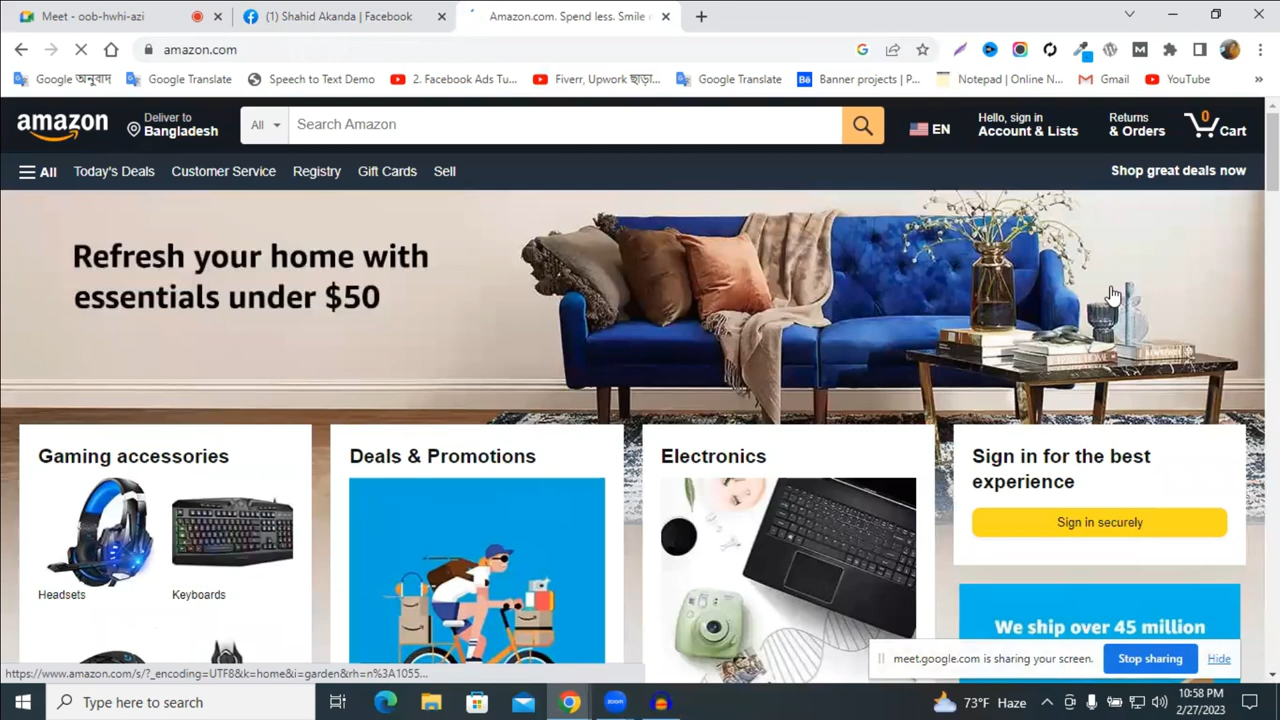 Meet - oob-hwhi-azi
(1) Shahid Akanda | Facebook
Amazon.com. Spend less. Smile
amazon.com
Google অনুবাদ
Google Translate
Speech to Text Demo
2. Facebook Ads Tu...
Fiverr, Upwork ছাড়া...
Google Translate
Banner projects | P...
Notepad | Online N...
Gmail
YouTube
amazon
Deliver to
Bangladesh
All
Search Amazon
EN
Hello, sign in
Account & Lists
Returns
& Orders
0
Cart
All
Today's Deals
Customer Service
Registry
Gift Cards
Sell
Shop great deals now
Refresh your home with
essentials under $50
Gaming accessories
Headsets
Keyboards
Deals & Promotions
Electronics
Sign in for the best
experience
Sign in securely
We ship over 45 million
meet.google.com is sharing your screen.
Stop sharing
Hide
https://www.amazon.com/s/?_encoding=UTF8&k=home&i=garden&rh=n%3A1055...
Type here to search
zoom
73°F Haze
10:58 PM
2/27/2023